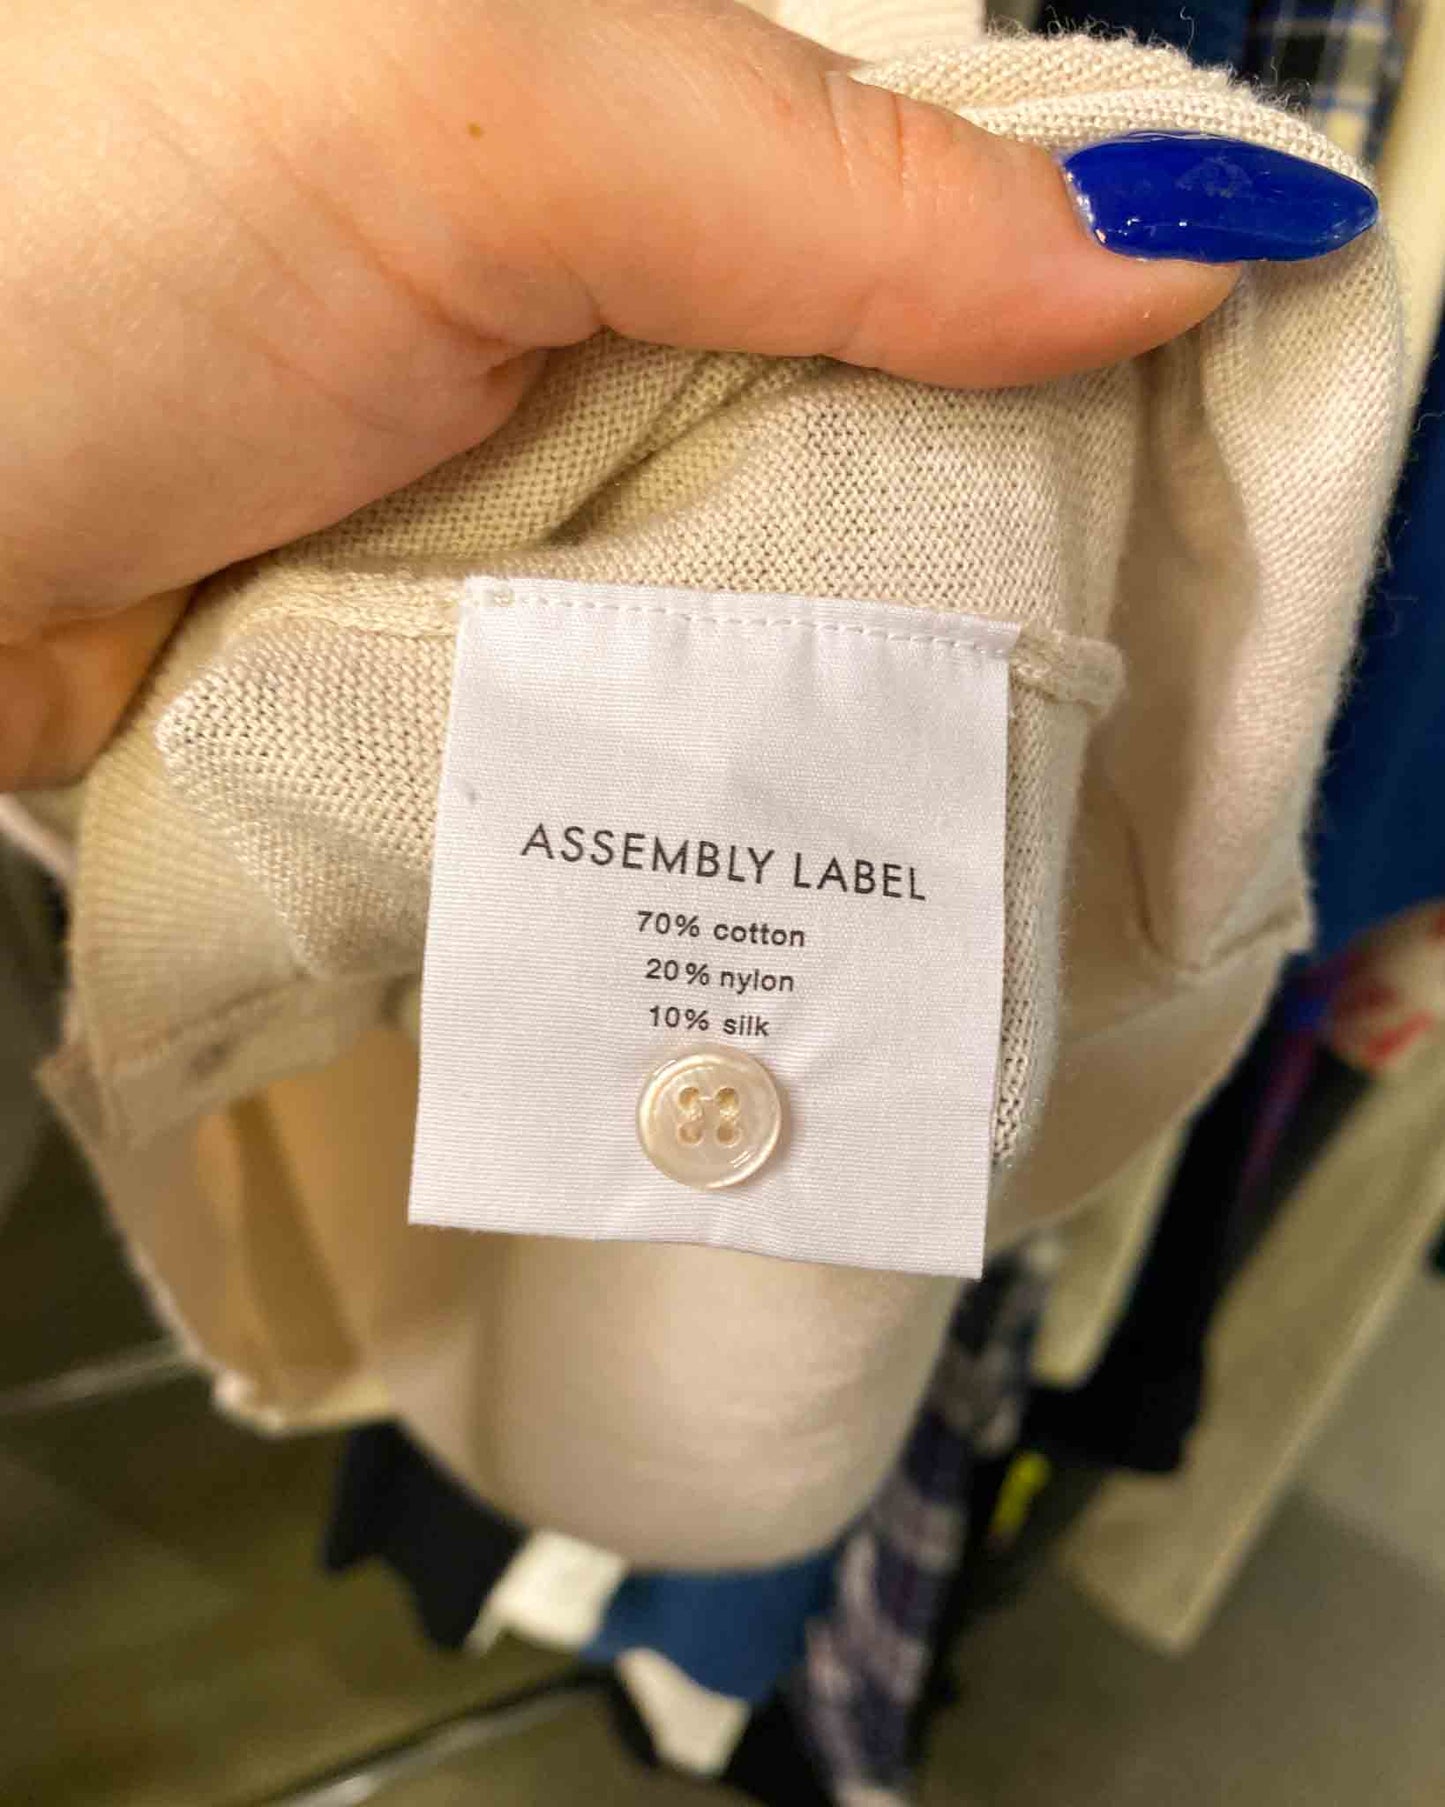 ASSEMBLY LABEL
70% cotton
20% nylon
10% silk